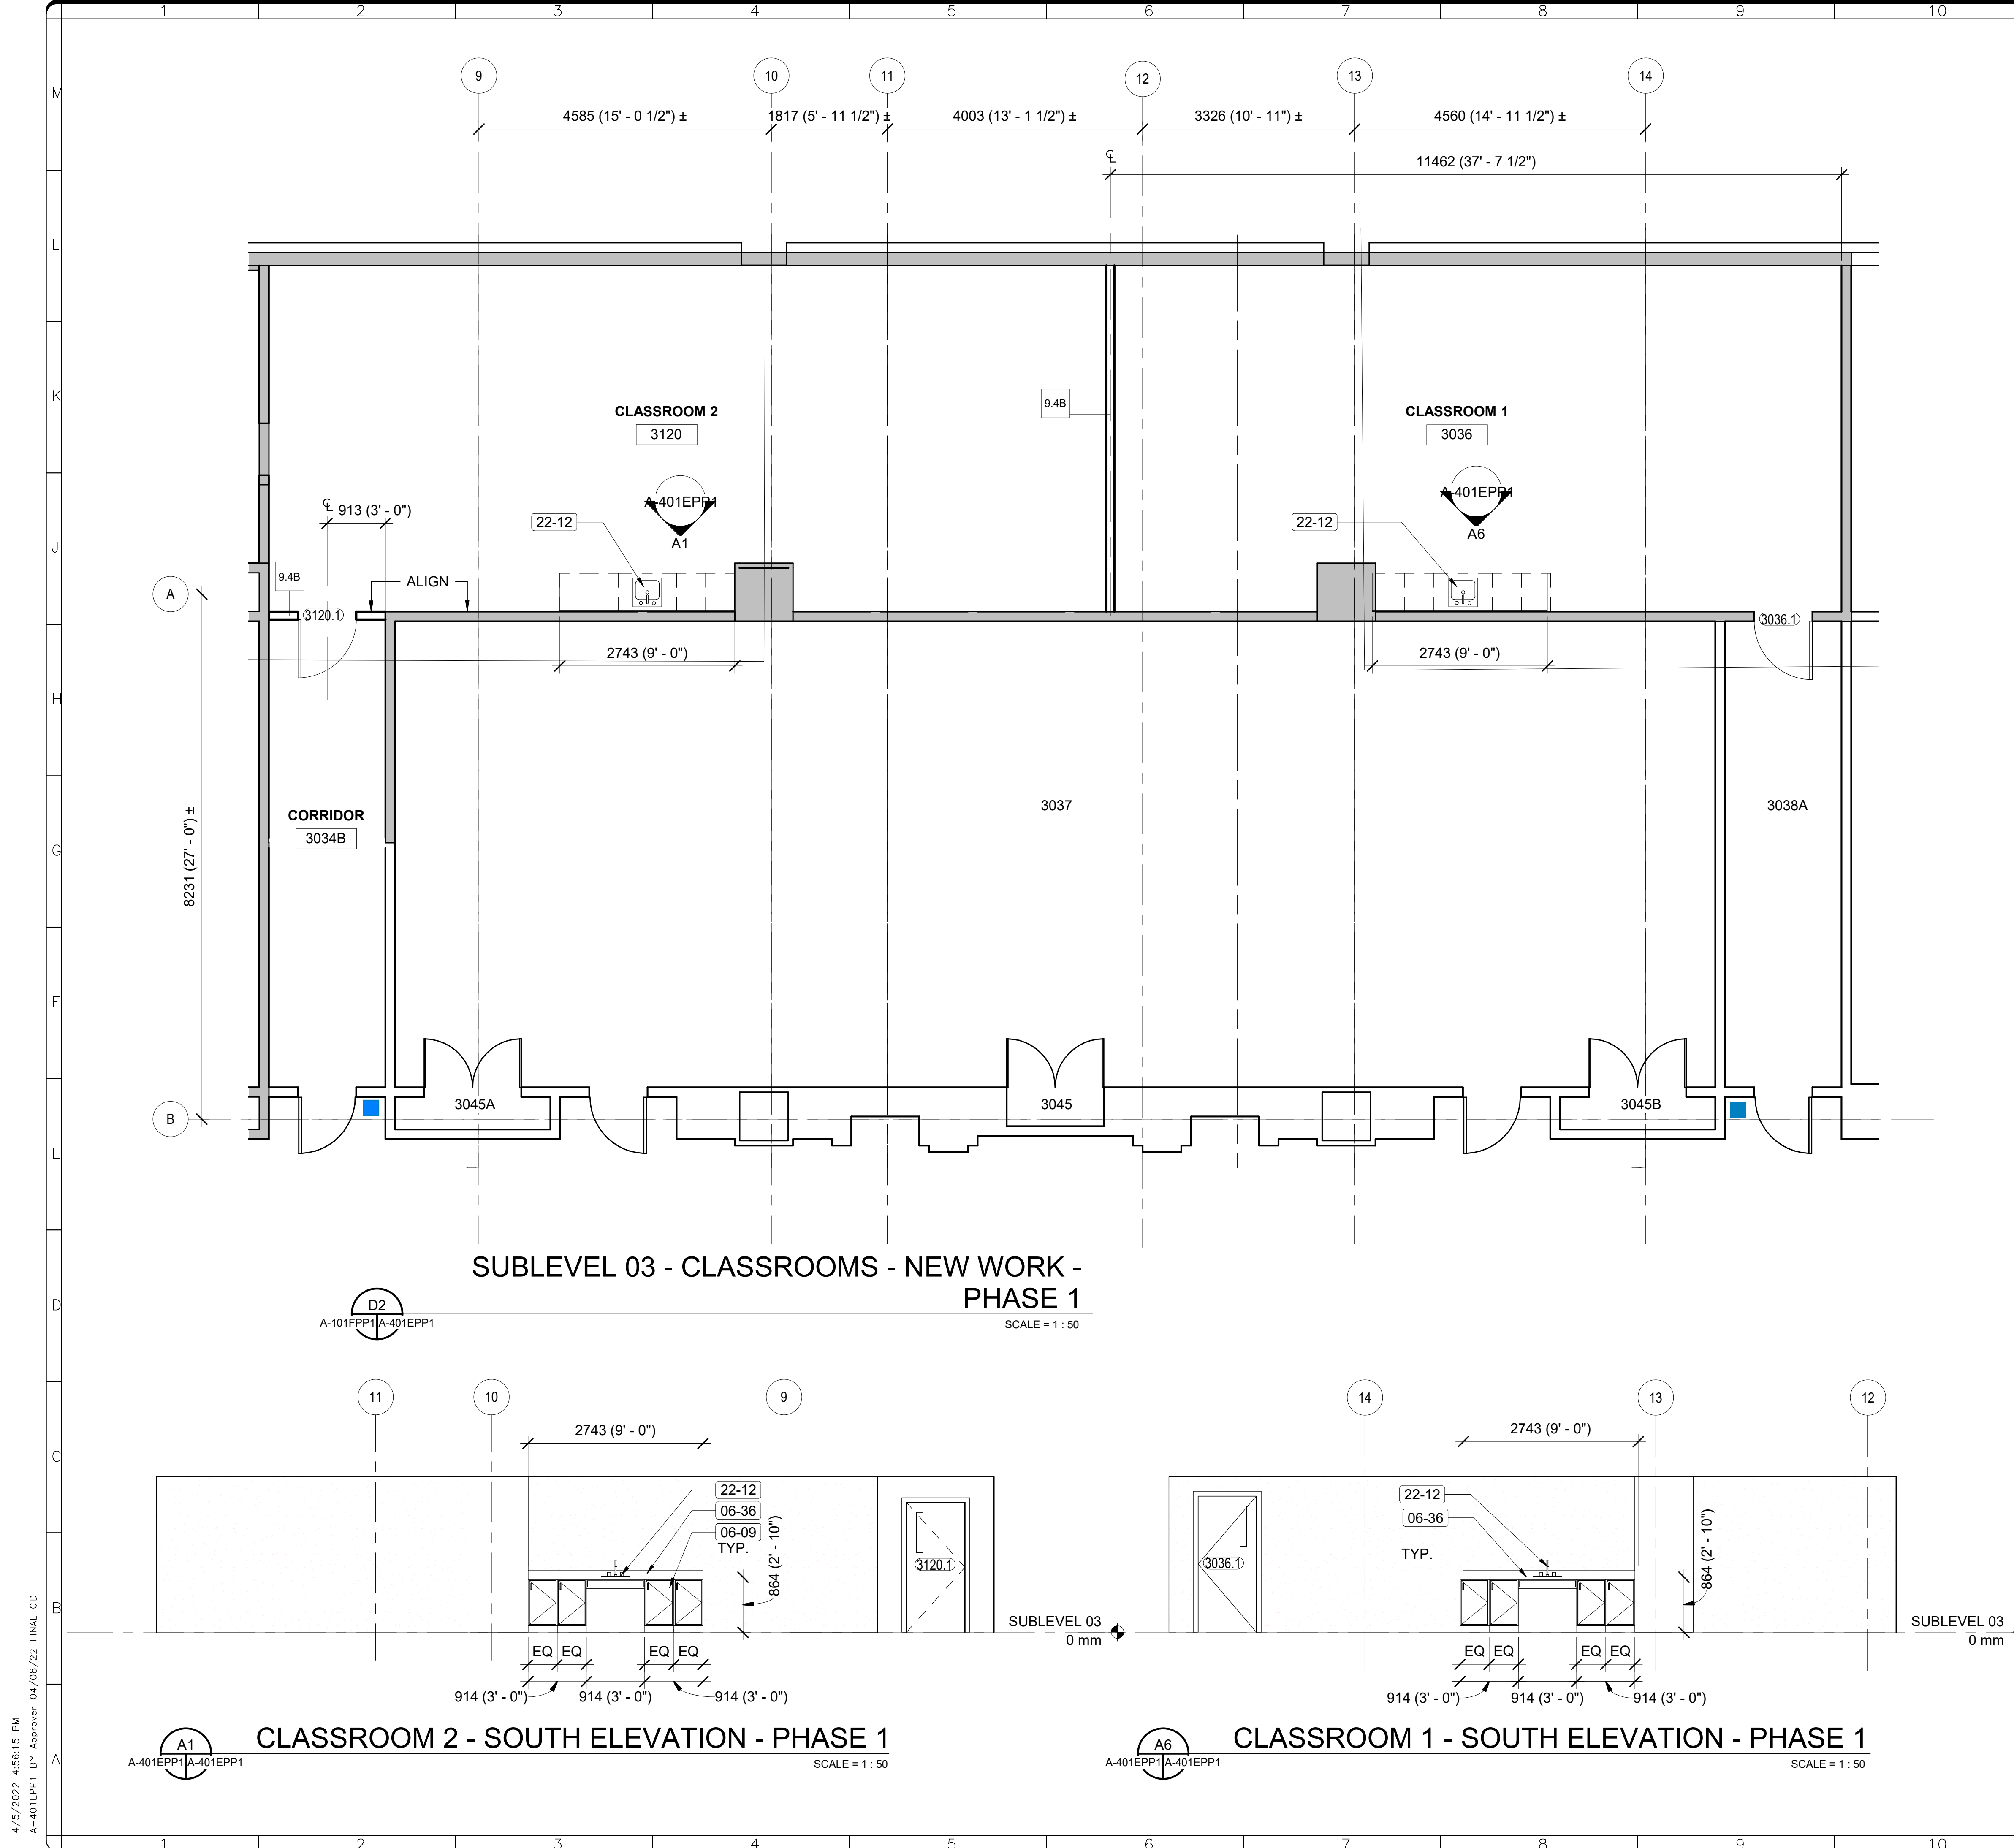 1 2 3 4 5 6 7 8 9 10
M
9 10 11 12 13 14
4585 (15' - 0 1/2") ± 1817 (5' - 11 1/2") ± 4003 (13' - 1 1/2") ± 3326 (10' - 11") ± 4560 (14' - 11 1/2") ±
℄
11462 (37' - 7 1/2")
L
K
9.4B
CLASSROOM 2
3120
CLASSROOM 1
3036
A-401EPP1
A1
A-401EPP1
A6
22-12
22-12
℄
913 (3' - 0")
J
9.4B
ALIGN
A
3120.1
3036.1
2743 (9' - 0")
2743 (9' - 0")
H
8231 (27' - 0") ±
CORRIDOR
3034B
3037
3038A
G
F
3045A
3045
3045B
B
E
SUBLEVEL 03 - CLASSROOMS - NEW WORK -
PHASE 1
D
D2
A-101FPP1 A-401EPP1
SCALE = 1 : 50
11 10 9
14 13 12
C
2743 (9' - 0")
22-12
06-36
06-09
TYP.
864 (2' - 10")
3120.1
SUBLEVEL 03
0 mm
EQ EQ EQ EQ
914 (3' - 0") 914 (3' - 0") 914 (3' - 0")
2743 (9' - 0")
22-12
06-36
TYP.
864 (2' - 10")
3036.1
SUBLEVEL 03
0 mm
EQ EQ EQ EQ
914 (3' - 0") 914 (3' - 0") 914 (3' - 0")
B
A1
A-401EPP1 A-401EPP1
CLASSROOM 2 - SOUTH ELEVATION - PHASE 1
SCALE = 1 : 50
A6
A-401EPP1 A-401EPP1
CLASSROOM 1 - SOUTH ELEVATION - PHASE 1
SCALE = 1 : 50
A
4/5/2022 4:56:15 PM
A-401EPP1 BY Approver 04/08/22 FINAL CD
1 2 3 4 5 6 7 8 9 10